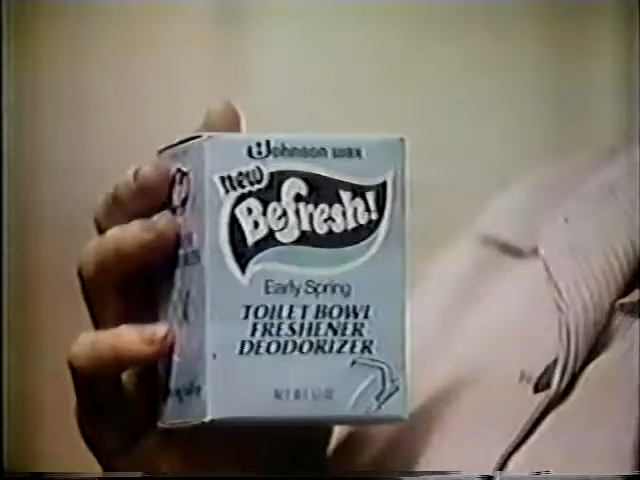 Johnson wax
new
Befresh!
Early Spring
TOILET BOWL
FRESHENER
DEODORIZER